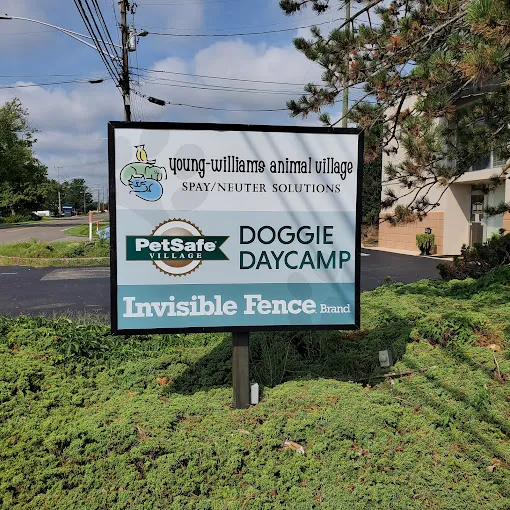 young-williams animal village
SPAY/NEUTER SOLUTIONS
PetSafe®
VILLAGE
DOGGIE
DAYCAMP
Invisible Fence Brand